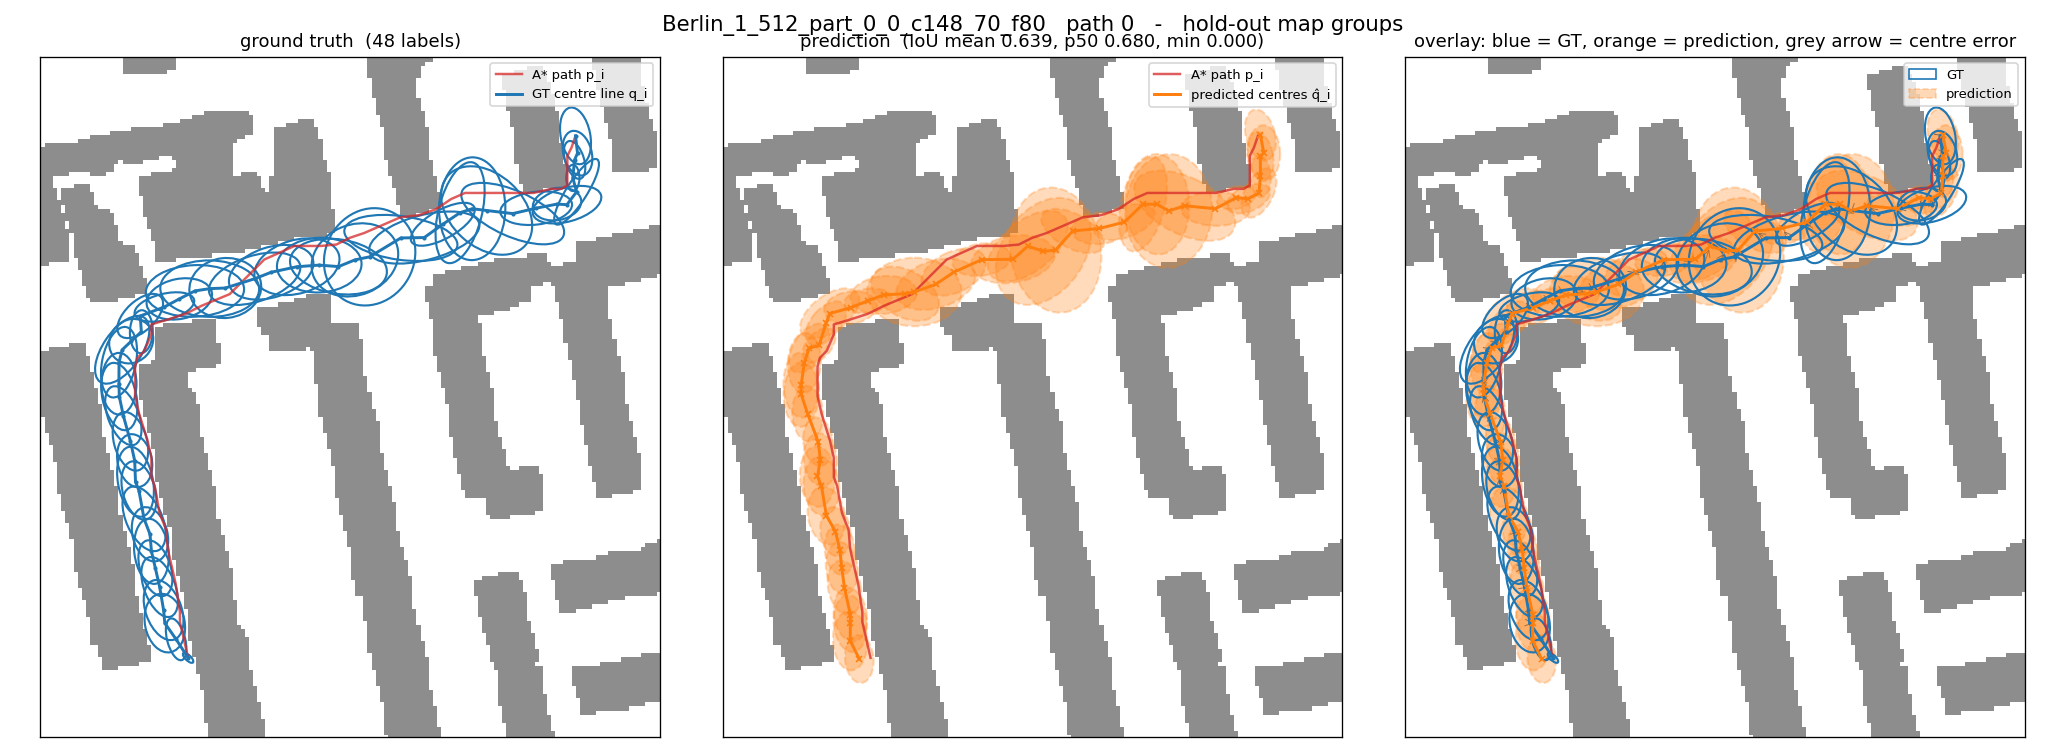 Berlin_1_512_part_0_0_c148_70_f80   path 0   -   hold-out map groups
ground truth  (48 labels)
A* path p_i
GT centre line q_i
prediction  (IoU mean 0.639, p50 0.680, min 0.000)
A* path p_i
predicted centres q̂_i
overlay: blue = GT, orange = prediction, grey arrow = centre error
GT
prediction